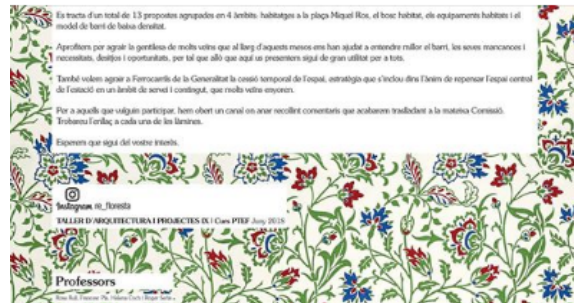 Es tracta d'un total de 13 propostes agrupades en 4 àmbits: habitatges a la plaça Miquel Ros, el bosc habitat, els equipaments habitats i el
model de barri de baixa densitat.
Aprofitem per agrair la gentilesa de molts veïns que al llarg d'aquests mesos ens han ajudat a entendre millor el barri, les seves mancances i
necessitats, desitjos i oportunitats, per tal que allò que aquí us presentem sigui de gran utilitat per a tots.
També volem agrair a Ferrocarrils de la Generalitat la cessió temporal de l'espai, estratègia que s'inclou dins l'ànim de repensar l'espai central
de l'estació en un àmbit de servei i contingut, que molts veïns enyoren.
Per a aquells que vulguin participar, hem obert un canal on anar recollint comentaris que acabarem traslladant a la mateixa Comissió.
Trobareu l'enllaç a cada una de les làmines.
Esperem que sigui del vostre interès.
Instagram re_floresta
TALLER D'ARQUITECTURA I PROJECTES IX I Curs PTEF Juny 2018
Professors